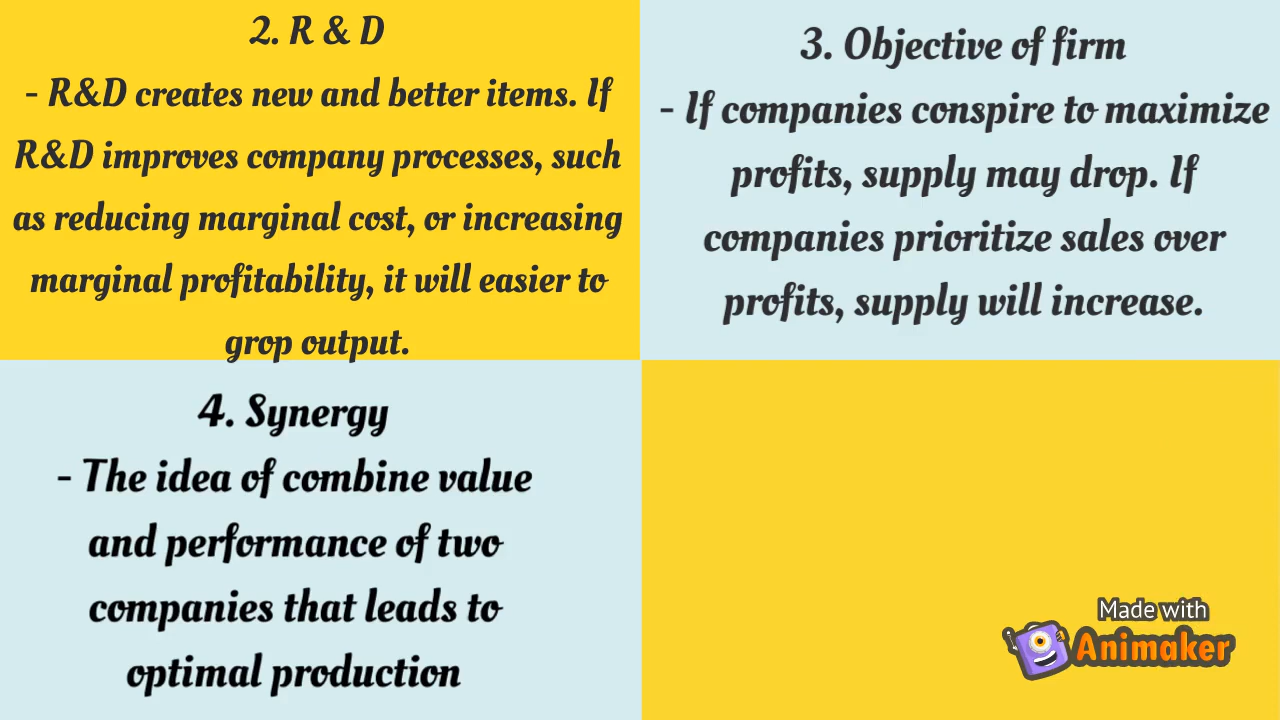 2. R & D
- R&D creates new and better items. If
R&D improves company processes, such
as reducing marginal cost, or increasing
marginal profitability, it will easier to
grop output.
3. Objective of firm
- If companies conspire to maximize
profits, supply may drop. If
companies prioritize sales over
profits, supply will increase.
4. Synergy
- The idea of combine value
and performance of two
companies that leads to
optimal production
Made with
Animaker